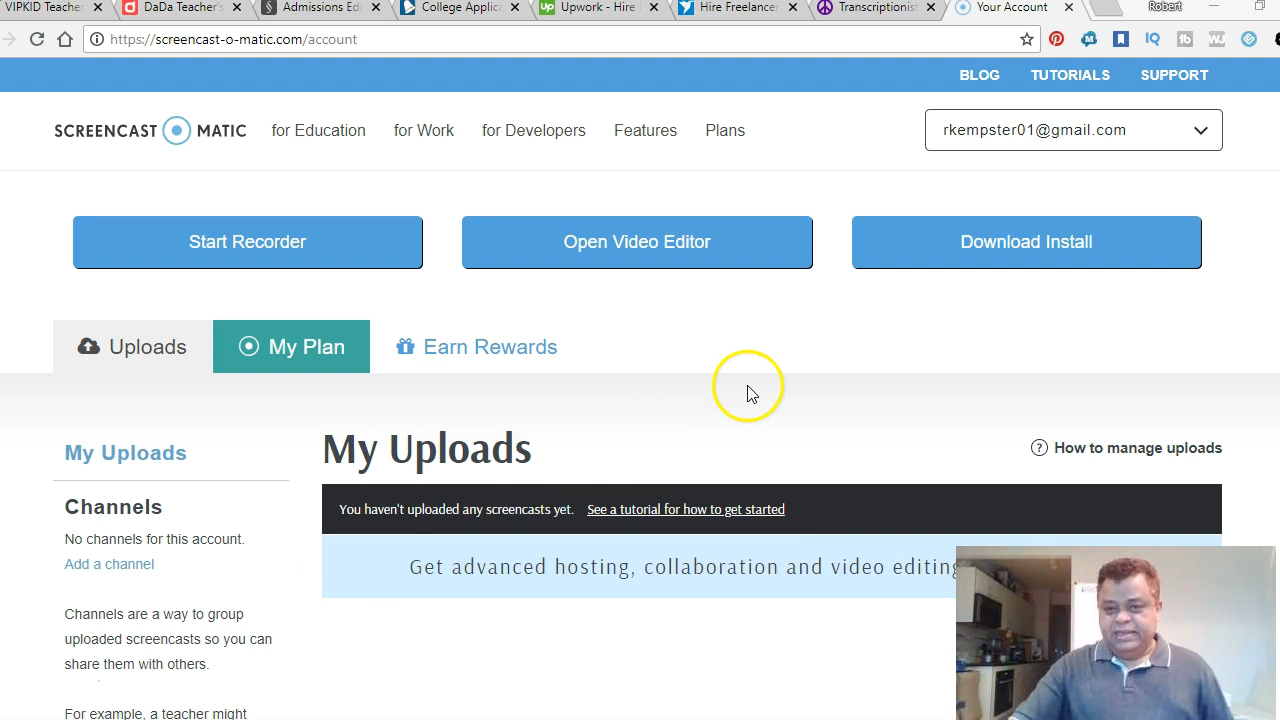 VIPKID Teacher DaDa Teacher's Admissions Edi College Applic Upwork - Hire Hire Freelancer Transcriptionist Your Account Robert
https://screencast-o-matic.com/account
BLOG TUTORIALS SUPPORT
SCREENCAST MATIC for Education for Work for Developers Features Plans rkempster01@gmail.com
Start Recorder Open Video Editor Download Install
Uploads My Plan Earn Rewards
My Uploads
My Uploads
How to manage uploads
Channels
No channels for this account.
Add a channel
Channels are a way to group
uploaded screencasts so you can
share them with others.
For example, a teacher might
You haven't uploaded any screencasts yet. See a tutorial for how to get started
Get advanced hosting, collaboration and video editing